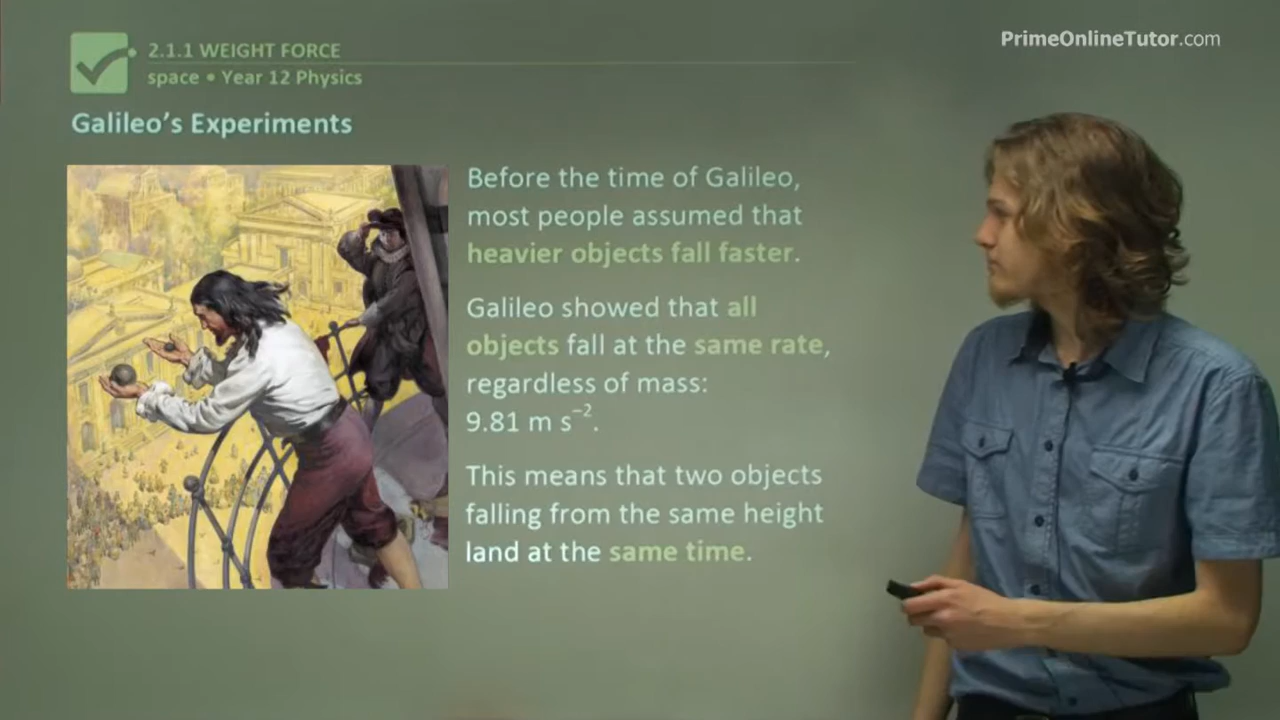 2.1.1 WEIGHT FORCE
PrimeOnlineTutor.com
space • Year 12 Physics
Galileo's Experiments
Before the time of Galileo,
most people assumed that
heavier objects fall faster.
Galileo showed that all
objects fall at the same rate,
regardless of mass:
9.81 m s⁻².
This means that two objects
falling from the same height
land at the same time.